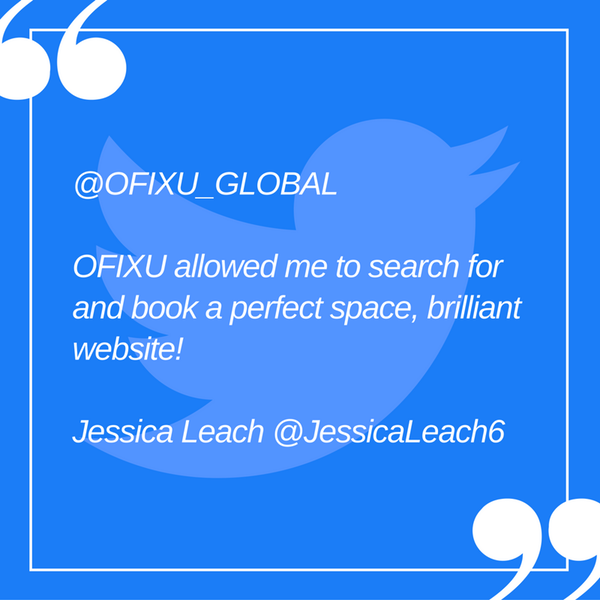 @OFIXU_GLOBAL
OFIXU allowed me to search for
and book a perfect space, brilliant
website!
Jessica Leach @JessicaLeach6